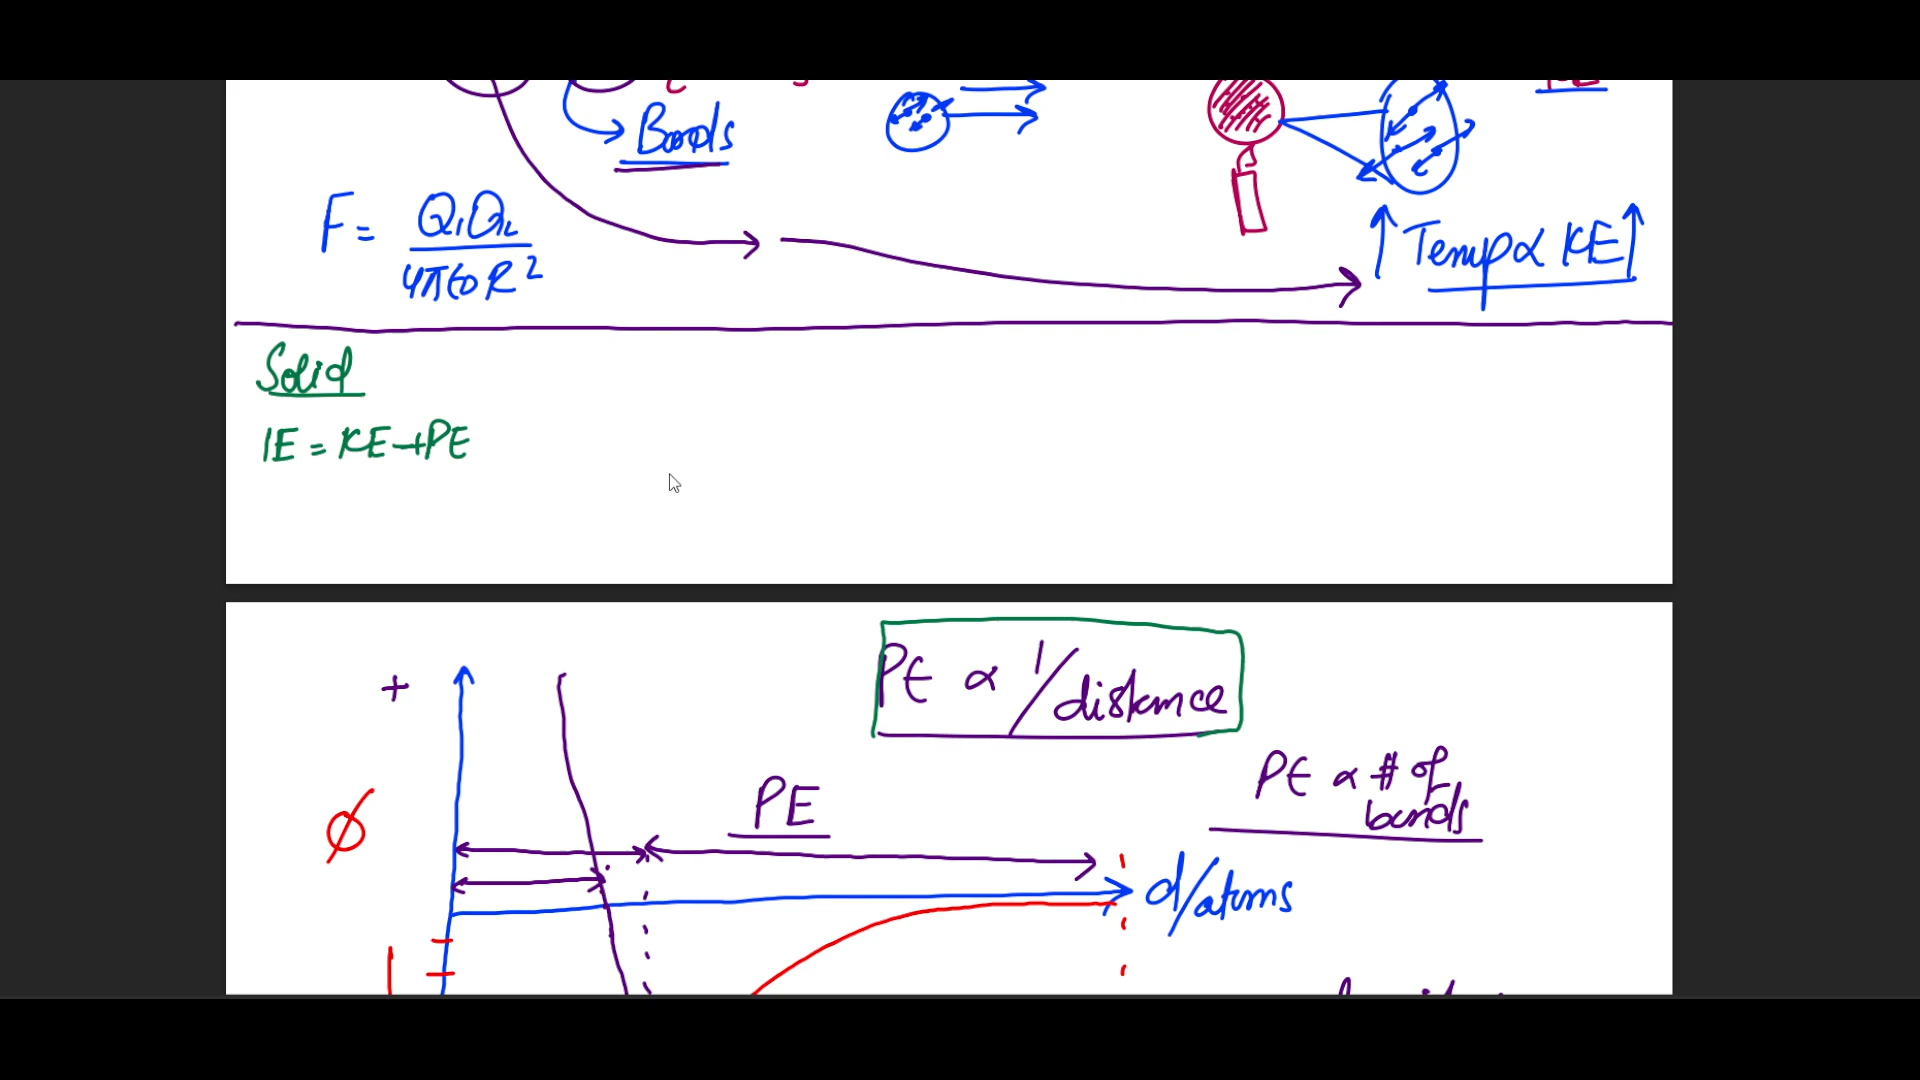 Bonds
F = Q₁Q₂ / 4πϵ₀R²
↑ Temp ∝ KE ↑
Solid
IE = KE + PE
PE ∝ 1/distance
+
PE ∝ # of
bonds
PE
ϕ
d/atoms